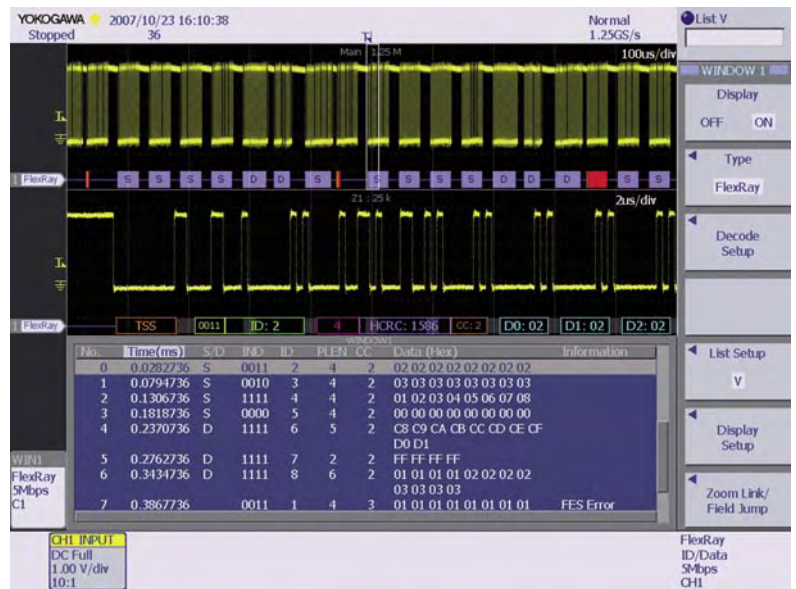 YOKOGAWA 2007/10/23 16:10:38
Stopped 36
Normal
1.25GS/s
List V
Main : 1.25 M
100us/div
FlexRay
S S S S D D S S S S S S D D D S S
Z1 : 25 k
2us/div
FlexRay
TSS 0011 ID: 2 4 HCRC: 1586 CC: 2 D0: 02 D1: 02 D2: 02
WINDOW1
No. Time(ms) S/D IND ID PLEN CC Data (Hex) Information
0 0.0282736 S 0011 2 4 2 02 02 02 02 02 02 02 02
1 0.0794736 S 0010 3 4 2 03 03 03 03 03 03 03 03
2 0.1306736 S 1111 4 4 2 01 02 03 04 05 06 07 08
3 0.1818736 S 0000 5 4 2 00 00 00 00 00 00 00 00
4 0.2370736 D 1111 6 5 2 C8 C9 CA CB CC CD CE CF
D0 D1
5 0.2762736 D 1111 7 2 2 FF FF FF FF
6 0.3434736 D 1111 8 6 2 01 01 01 01 02 02 02 02
03 03 03 03
7 0.3867736 0011 1 4 3 01 01 01 01 01 01 01 01 FES Error
WIN1
FlexRay
5Mbps
C1
CH1 INPUT
DC Full
1.00 V/div
10:1
WINDOW 1
Display
OFF ON
Type
FlexRay
Decode
Setup
List Setup
V
Display
Setup
Zoom Link/
Field Jump
FlexRay
ID/Data
5Mbps
CH1